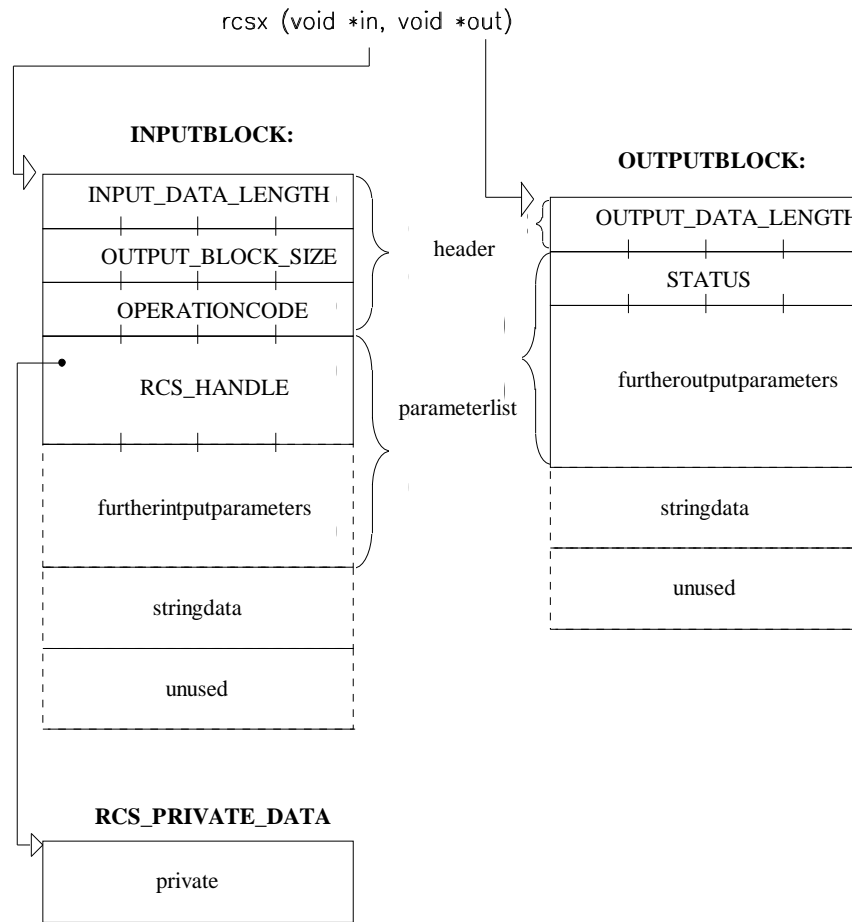 rcsx (void *in, void *out)
INPUTBLOCK:
INPUT_DATA_LENGTH
OUTPUT_BLOCK_SIZE
OPERATIONCODE
RCS_HANDLE
furtherintputparameters
stringdata
unused
header
parameterlist
OUTPUTBLOCK:
OUTPUT_DATA_LENGTH
STATUS
furtheroutputparameters
stringdata
unused
RCS_PRIVATE_DATA
private